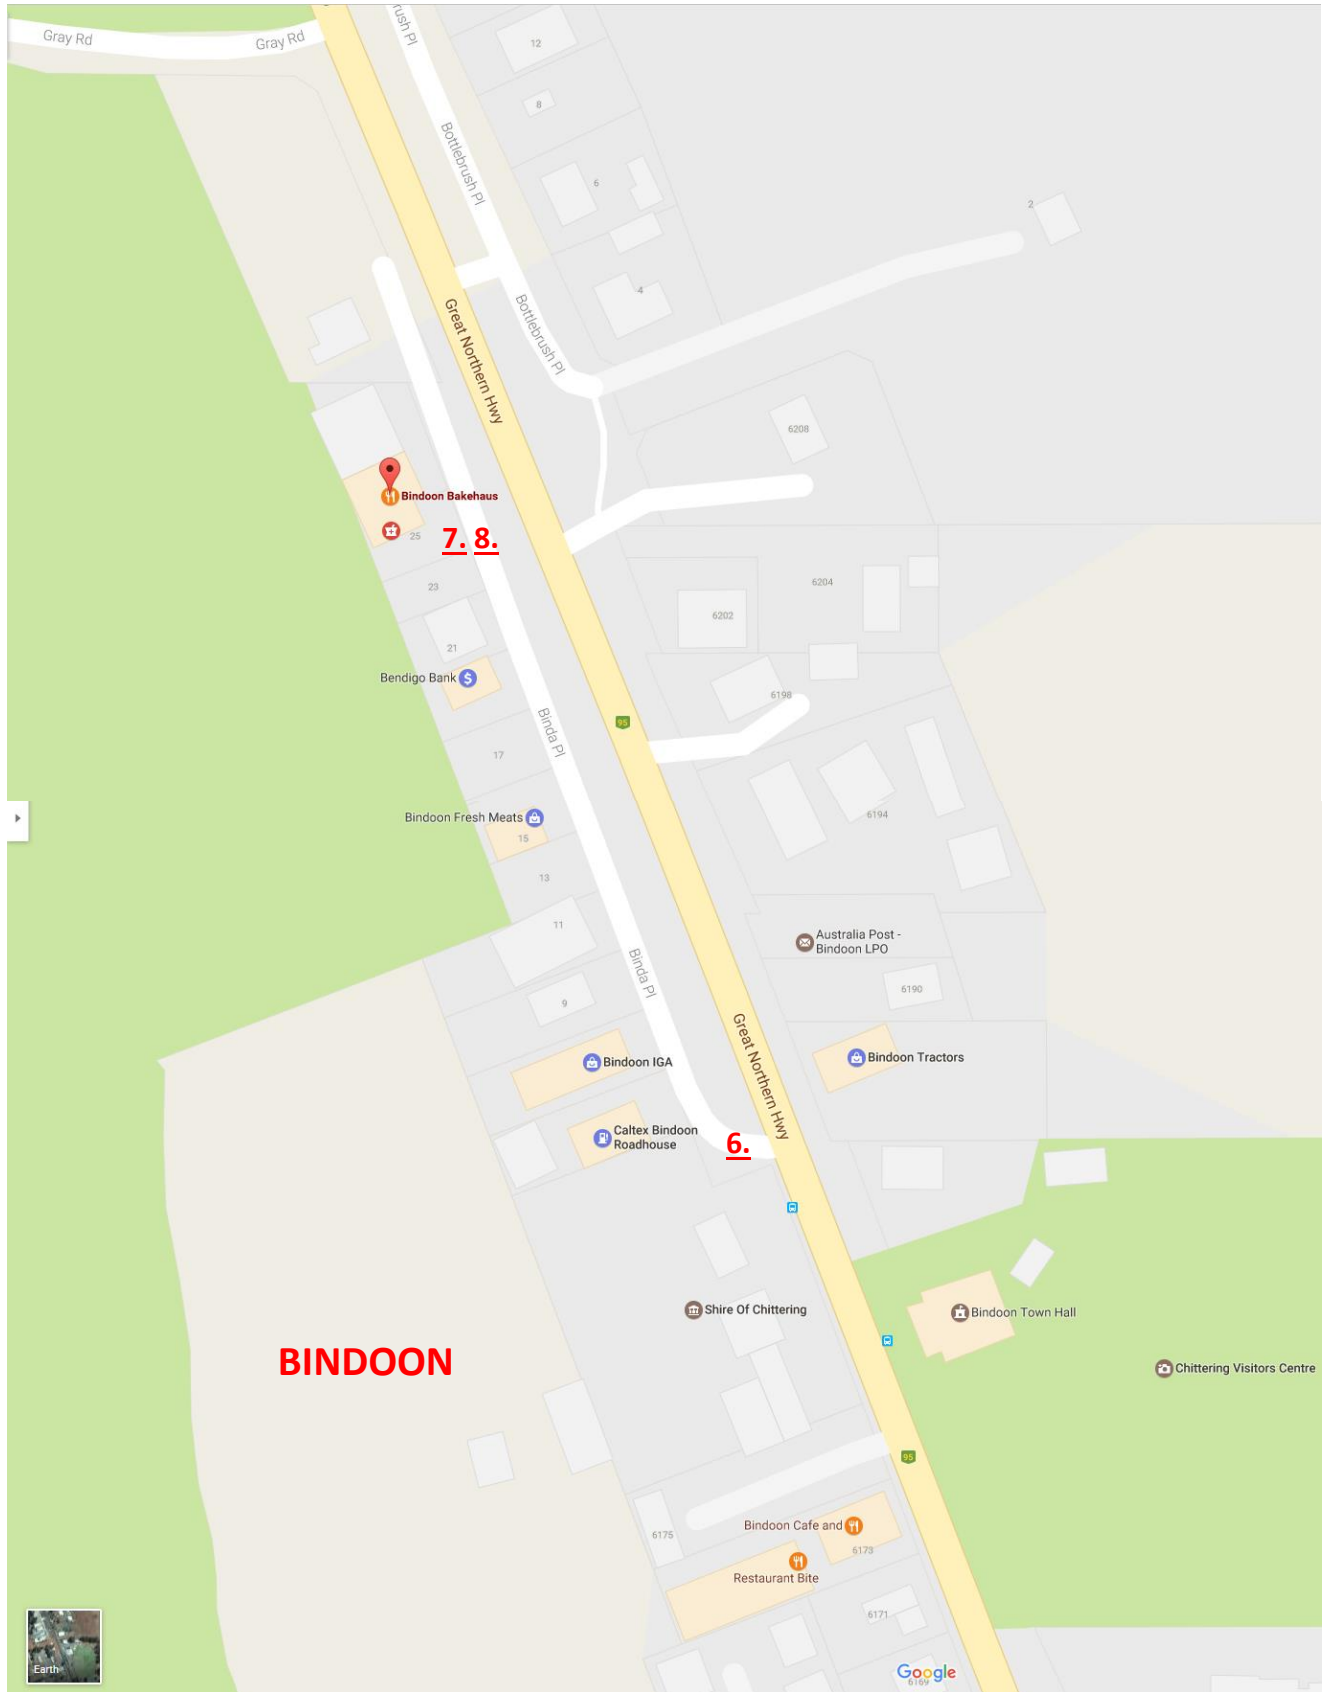 Gray Rd
Gray Rd
rush Pl
12
8
Bottlebrush Pl
6
2
4
Bottlebrush Pl
Great Northern Hwy
6208
Bindoon Bakehaus
25
7. 8.
23
6204
6202
21
Bendigo Bank
6198
Binda Pl
95
17
Bindoon Fresh Meats
15
6194
13
11
Australia Post -
Bindoon LPO
Binda Pl
6190
9
Great Northern Hwy
Bindoon IGA
Bindoon Tractors
Caltex Bindoon
Roadhouse
6.
Shire Of Chittering
Bindoon Town Hall
BINDOON
Chittering Visitors Centre
95
Bindoon Cafe and
6175
6173
Restaurant Bite
6171
Earth
Google
6169